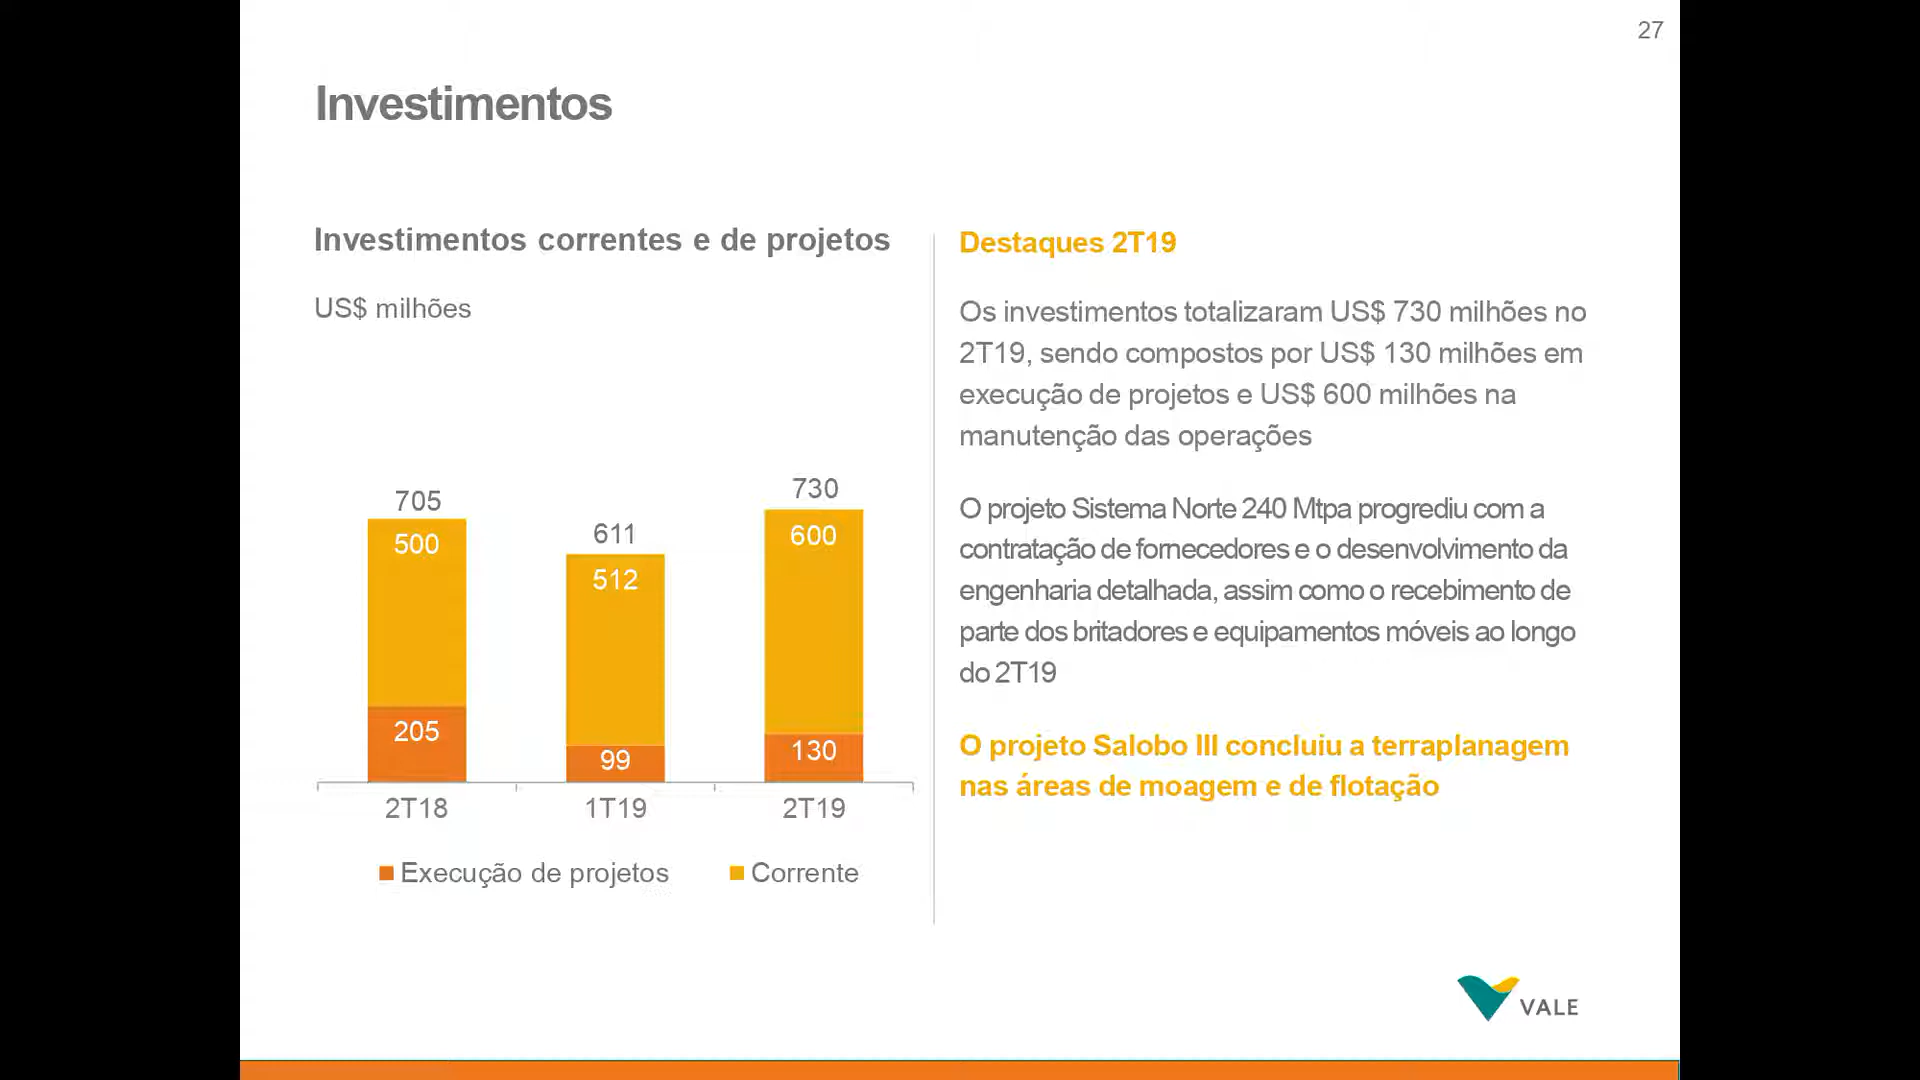 27
Investimentos
Investimentos correntes e de projetos
US$ milhões
705
500
205
611
512
99
730
600
130
2T18
1T19
2T19
Execução de projetos
Corrente
Destaques 2T19
Os investimentos totalizaram US$ 730 milhões no
2T19, sendo compostos por US$ 130 milhões em
execução de projetos e US$ 600 milhões na
manutenção das operações
O projeto Sistema Norte 240 Mtpa progrediu com a
contratação de fornecedores e o desenvolvimento da
engenharia detalhada, assim como o recebimento de
parte dos britadores e equipamentos móveis ao longo
do 2T19
O projeto Salobo III concluiu a terraplanagem
nas áreas de moagem e de flotação
VALE